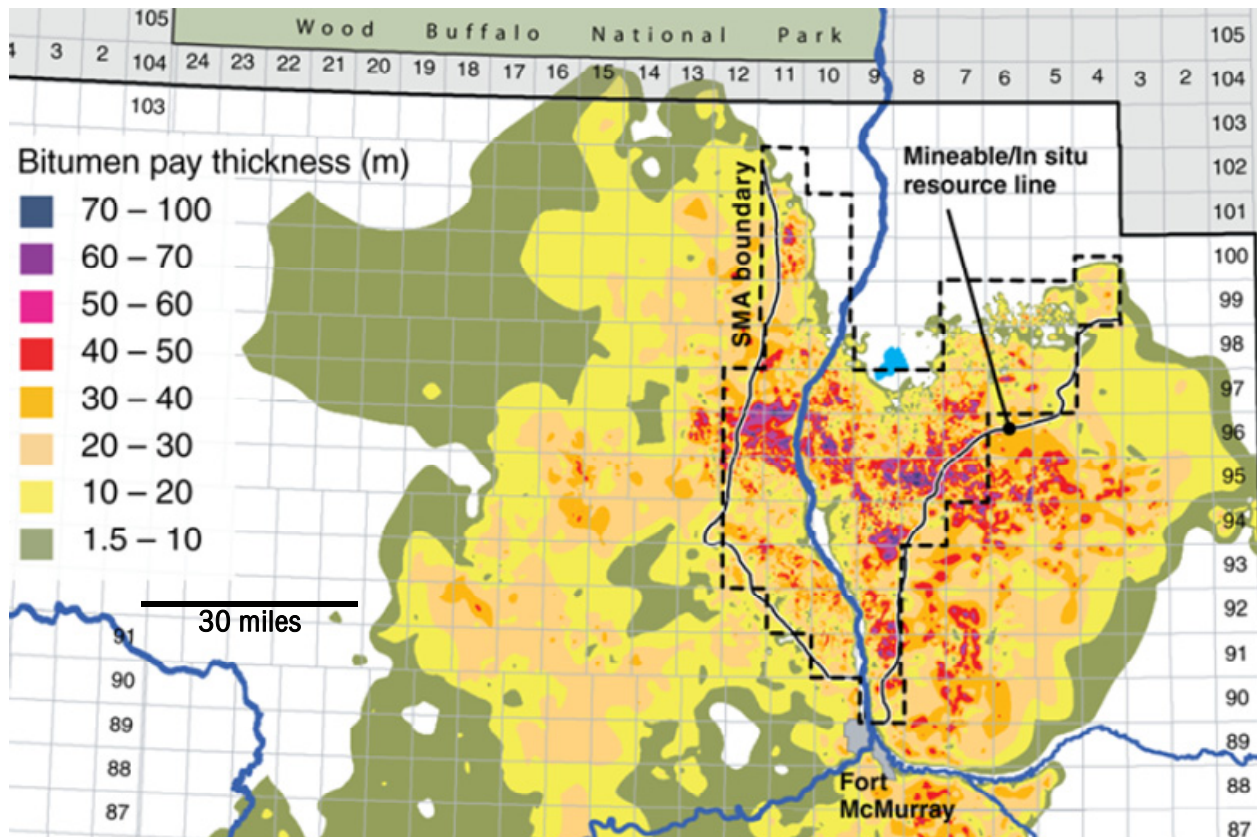 105
Wood Buffalo National Park
105
4 3 2 104 24 23 22 21 20 19 18 17 16 15 14 13 12 11 10 9 8 7 6 5 4 3 2 104
103
103
Bitumen pay thickness (m)
70 – 100
60 – 70
50 – 60
40 – 50
30 – 40
20 – 30
10 – 20
1.5 – 10
30 miles
SMA boundary
Mineable/In situ
resource line
102
101
100
99
98
97
96
95
94
93
92
91
90
89
88
87
91
90
89
88
87
Fort
McMurray